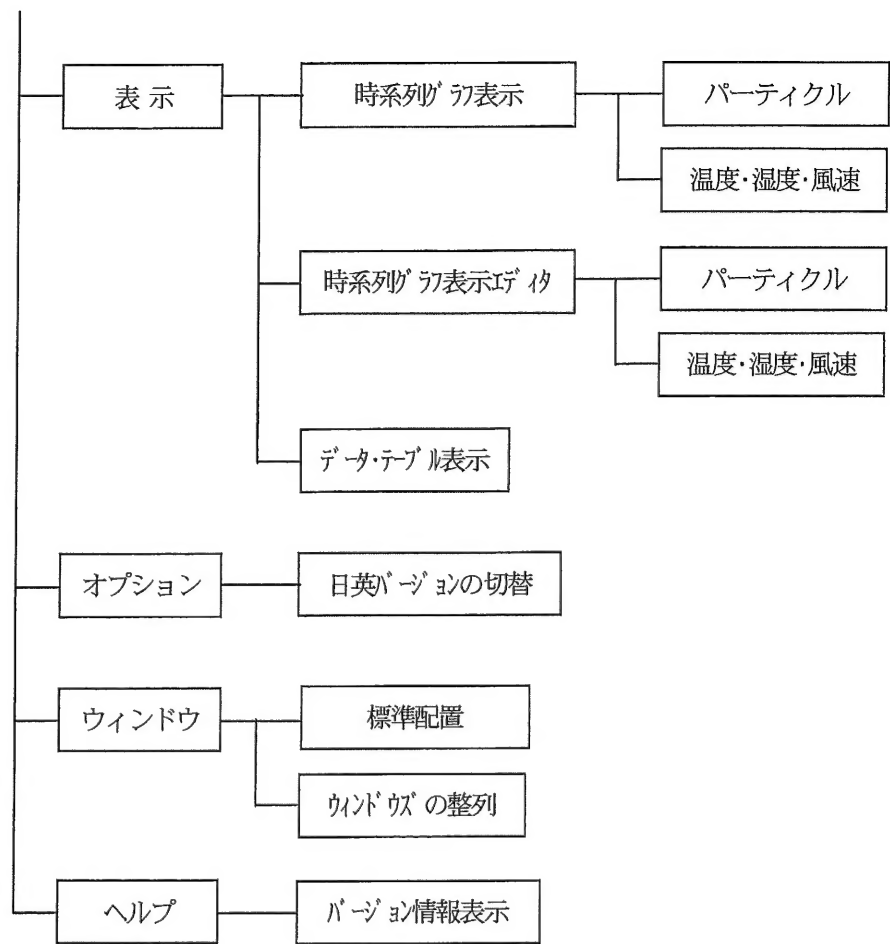 表 示
時系列ｸﾞﾗﾌ表示
パーティクル
温度･湿度･風速
時系列ｸﾞﾗﾌ表示ｴﾃﾞｨﾀ
パーティクル
温度･湿度･風速
ﾃﾞｰﾀ･ﾃｰﾌﾞﾙ表示
オプション
日英ﾊﾞｰｼﾞｮﾝの切替
ウィンドウ
標準配置
ｳｨﾝﾄﾞｳｽﾞの整列
ヘルプ
ﾊﾞｰｼﾞｮﾝ情報表示